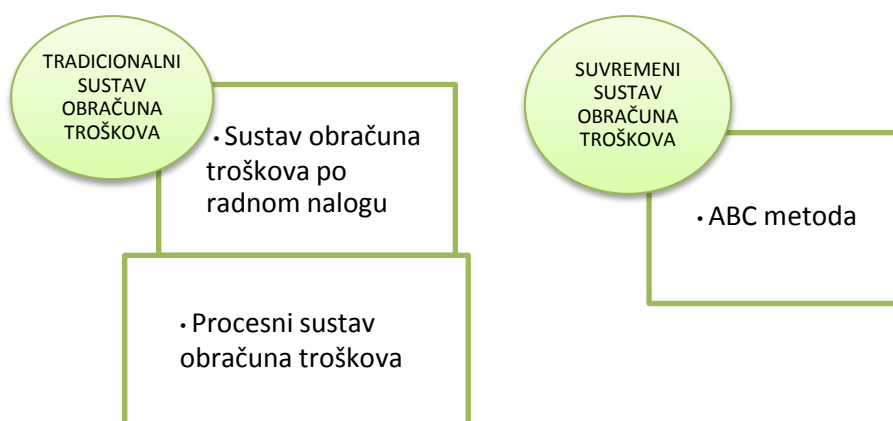 TRADICIONALNI
SUSTAV
OBRAČUNA
TROŠKOVA
• Sustav obračuna
troškova po
radnom nalogu
• Procesni sustav
obračuna troškova
SUVREMENI
SUSTAV
OBRAČUNA
TROŠKOVA
• ABC metoda